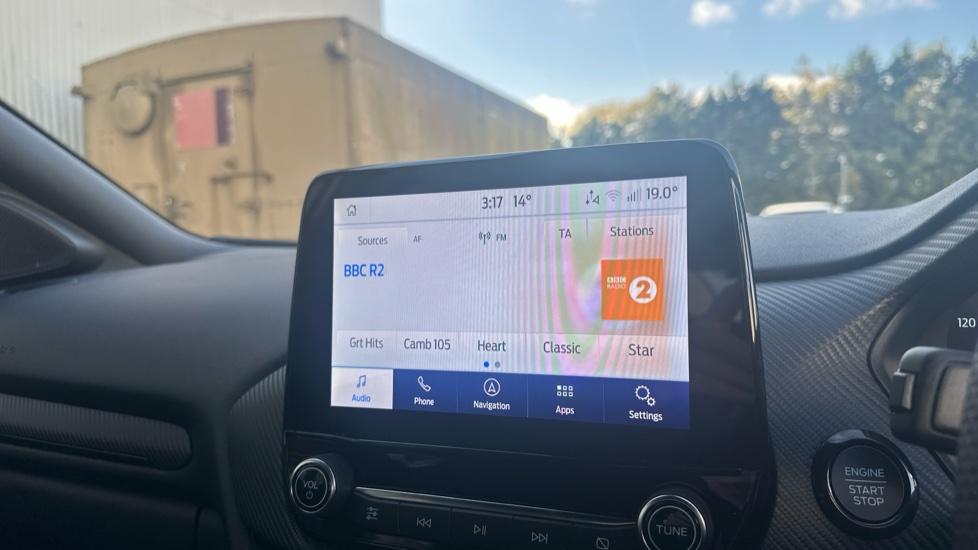 3:17 14° 19.0°
Sources AF FM TA Stations
BBC R2
BBC
RADIO 2
Grt Hits Camb 105 Heart Classic Star
Audio Phone Navigation Apps Settings
120
VOL
TUNE
ENGINE
START
STOP